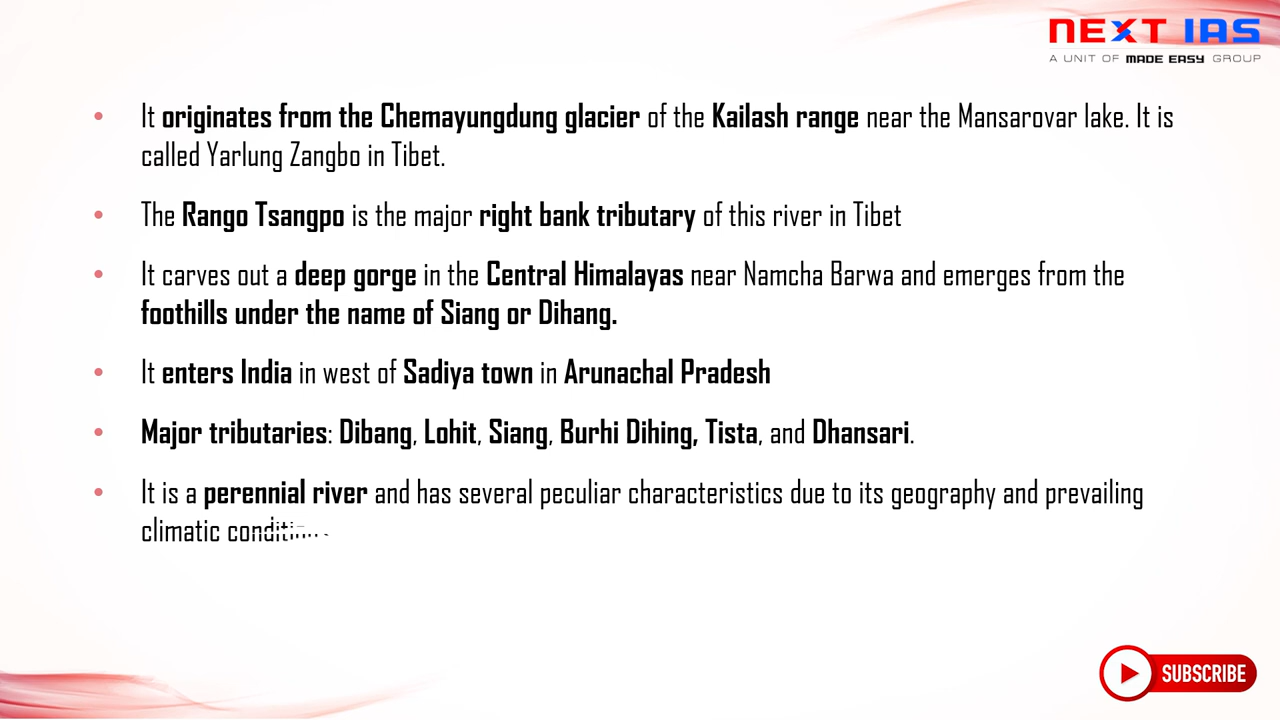 NEXT IAS
A UNIT OF MADE EASY GROUP
• It originates from the Chemayungdung glacier of the Kailash range near the Mansarovar lake. It is
called Yarlung Zangbo in Tibet.
• The Rango Tsangpo is the major right bank tributary of this river in Tibet
• It carves out a deep gorge in the Central Himalayas near Namcha Barwa and emerges from the
foothills under the name of Siang or Dihang.
• It enters India in west of Sadiya town in Arunachal Pradesh
• Major tributaries: Dibang, Lohit, Siang, Burhi Dihing, Tista, and Dhansari.
• It is a perennial river and has several peculiar characteristics due to its geography and prevailing
climatic
SUBSCRIBE